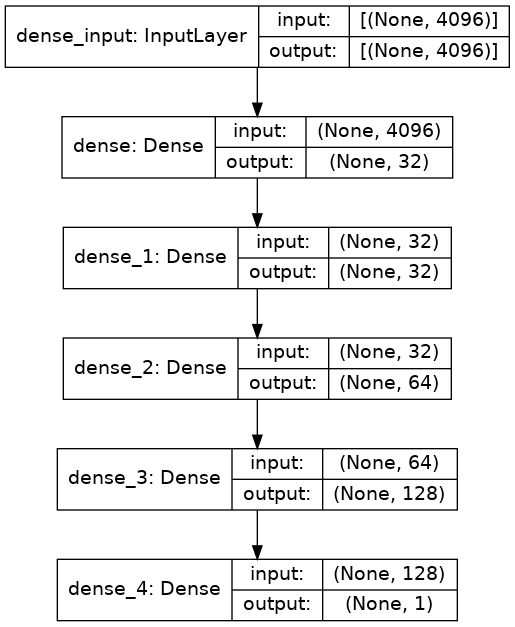 dense_input: InputLayer
input: [(None, 4096)]
output: [(None, 4096)]
dense: Dense
input: (None, 4096)
output: (None, 32)
dense_1: Dense
input: (None, 32)
output: (None, 32)
dense_2: Dense
input: (None, 32)
output: (None, 64)
dense_3: Dense
input: (None, 64)
output: (None, 128)
dense_4: Dense
input: (None, 128)
output: (None, 1)